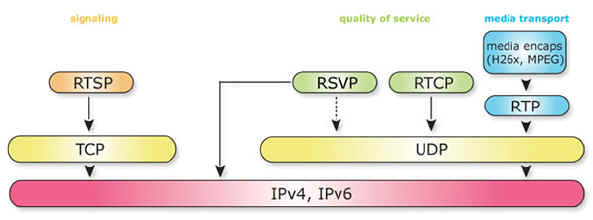 signaling
quality of service
media transport
media encaps
(H26x, MPEG)
RTSP
RSVP
RTCP
RTP
TCP
UDP
IPv4, IPv6